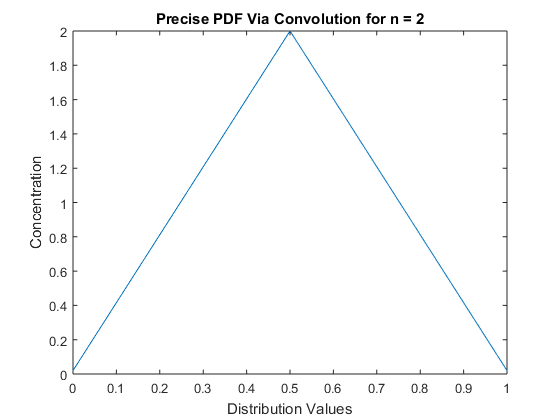 Precise PDF Via Convolution for n = 2
2
1.8
1.6
1.4
1.2
1
0.8
0.6
0.4
0.2
0
Concentration
0 0.1 0.2 0.3 0.4 0.5 0.6 0.7 0.8 0.9 1
Distribution Values